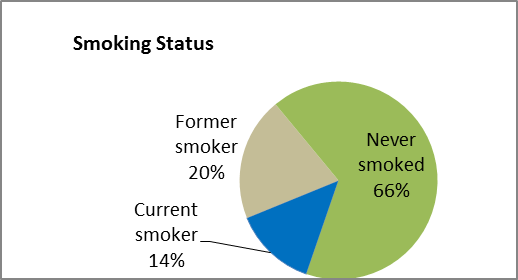 Smoking Status
Former
smoker
20%
Never
smoked
66%
Current
smoker
14%